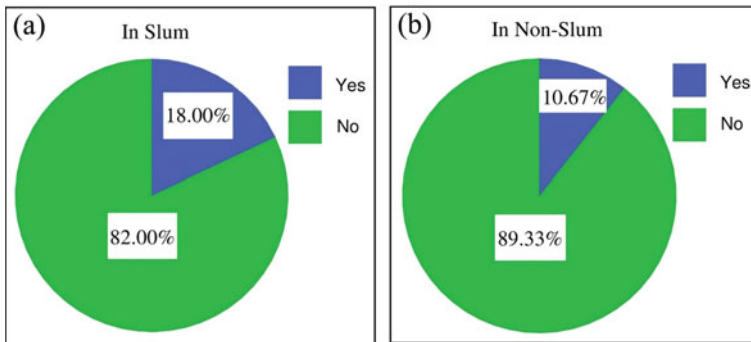 (a)
In Slum
Yes
No
18.00%
82.00%
(b)
In Non-Slum
Yes
No
10.67%
89.33%